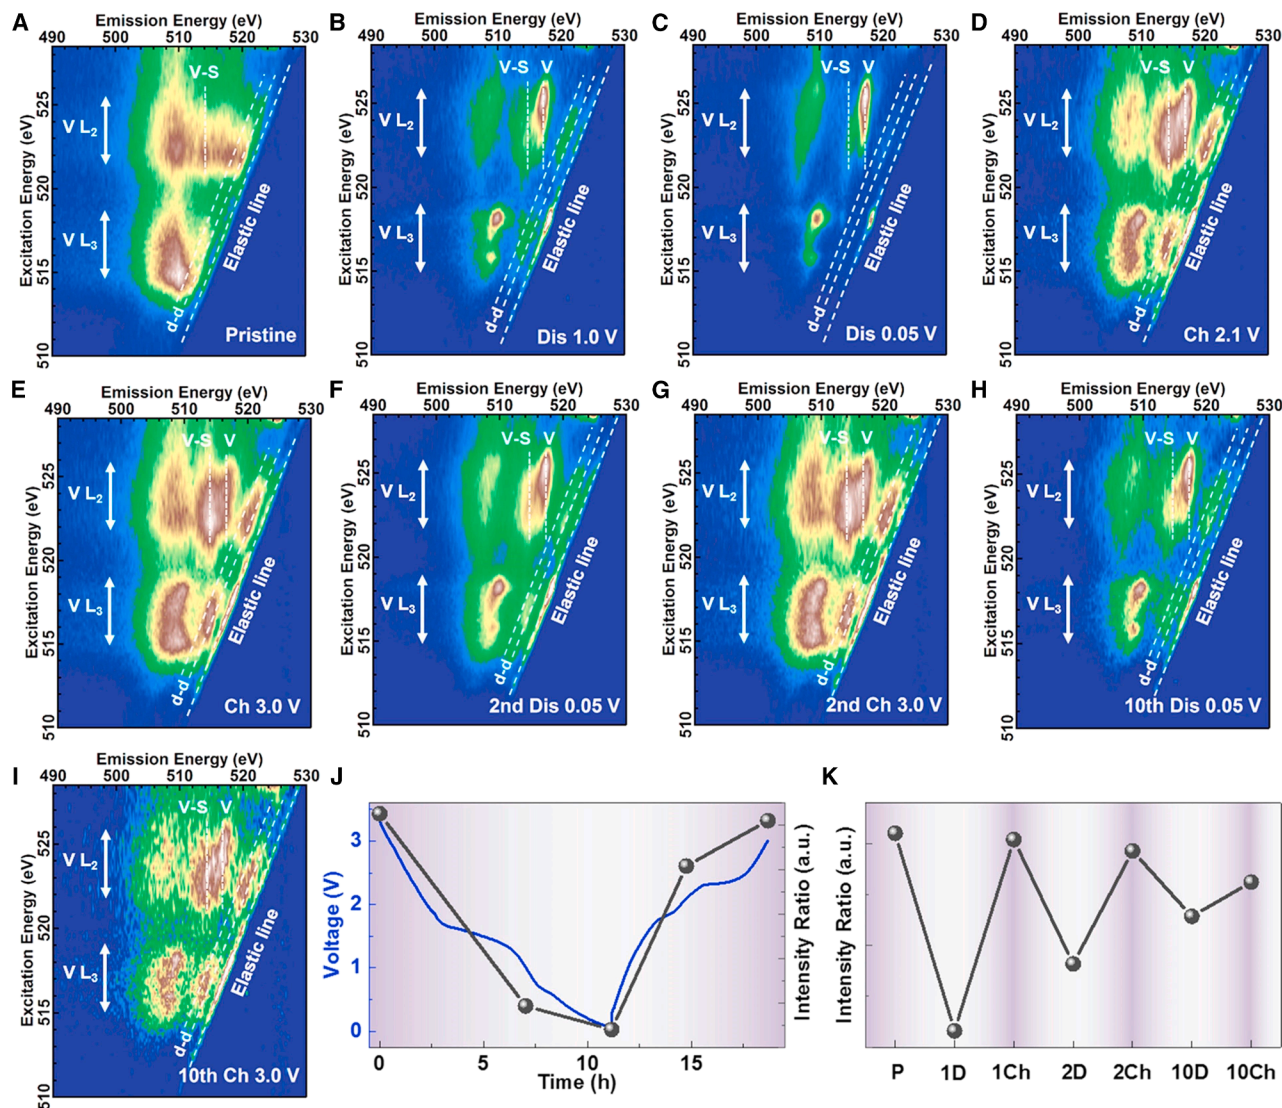 A
Emission Energy (eV)
490 500 510 520 530
Excitation Energy (eV)
525
520
515
510
V-S
V L2
V L3
d-d
Elastic line
Pristine
B
Emission Energy (eV)
490 500 510 520 530
Excitation Energy (eV)
525
520
515
510
V-S V
V L2
V L3
d-d
Elastic line
Dis 1.0 V
C
Emission Energy (eV)
490 500 510 520 530
Excitation Energy (eV)
525
520
515
510
V-S V
V L2
V L3
d-d
Elastic line
Dis 0.05 V
D
Emission Energy (eV)
490 500 510 520 530
Excitation Energy (eV)
525
520
515
510
V-S V
V L2
V L3
d-d
Elastic line
Ch 2.1 V
E
Emission Energy (eV)
490 500 510 520 530
Excitation Energy (eV)
525
520
515
510
V-S V
V L2
V L3
d-d
Elastic line
Ch 3.0 V
F
Emission Energy (eV)
490 500 510 520 530
Excitation Energy (eV)
525
520
515
510
V-S V
V L2
V L3
d-d
Elastic line
2nd Dis 0.05 V
G
Emission Energy (eV)
490 500 510 520 530
Excitation Energy (eV)
525
520
515
510
V-S V
V L2
V L3
d-d
Elastic line
2nd Ch 3.0 V
H
Emission Energy (eV)
490 500 510 520 530
Excitation Energy (eV)
525
520
515
510
V-S V
V L2
V L3
d-d
Elastic line
10th Dis 0.05 V
I
Emission Energy (eV)
490 500 510 520 530
Excitation Energy (eV)
525
520
515
510
V-S V
V L2
V L3
d-d
Elastic line
10th Ch 3.0 V
J
Voltage (V)
3
2
1
0
0 5 10 15
Time (h)
Intensity Ratio (a.u.)
K
Intensity Ratio (a.u.)
P 1D 1Ch 2D 2Ch 10D 10Ch